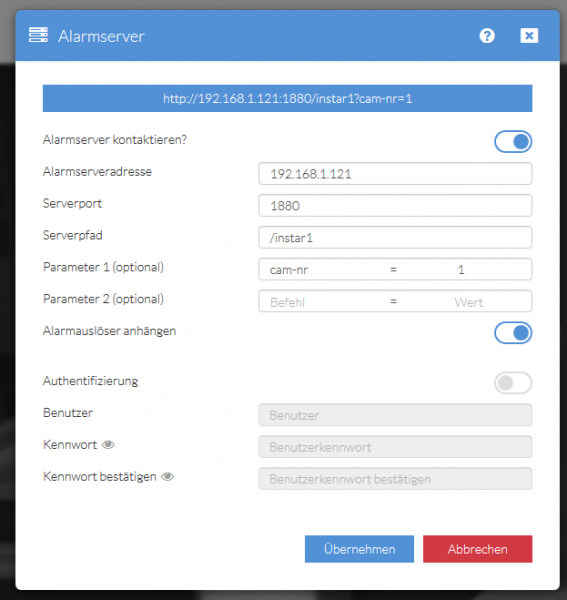 Alarmserver
http://192.168.1.121:1880/instar1?cam-nr=1
Alarmserver kontaktieren?
Alarmserveradresse 192.168.1.121
Serverport 1880
Serverpfad /instar1
Parameter 1 (optional) cam-nr = 1
Parameter 2 (optional) Befehl = Wert
Alarmauslöser anhängen
Authentifizierung
Benutzer Benutzer
Kennwort Benutzerkennwort
Kennwort bestätigen Benutzerkennwort bestätigen
Übernehmen Abbrechen